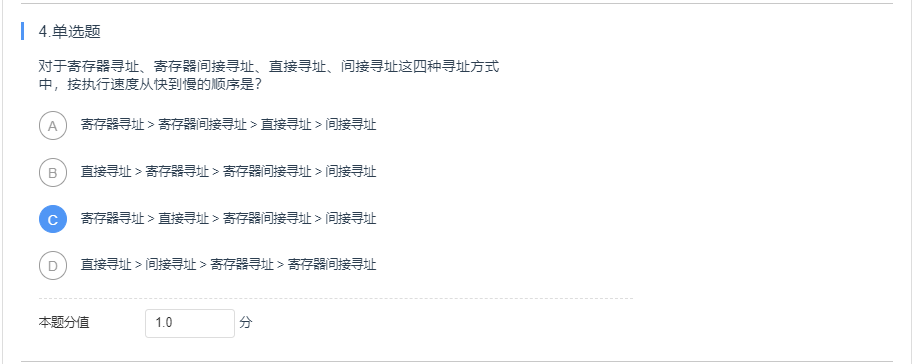 4.单选题
对于寄存器寻址、寄存器间接寻址、直接寻址、间接寻址这四种寻址方式
中，按执行速度从快到慢的顺序是？
A 寄存器寻址 > 寄存器间接寻址 > 直接寻址 > 间接寻址
B 直接寻址 > 寄存器寻址 > 寄存器间接寻址 > 间接寻址
C 寄存器寻址 > 直接寻址 > 寄存器间接寻址 > 间接寻址
D 直接寻址 > 间接寻址 > 寄存器寻址 > 寄存器间接寻址
本题分值 1.0 分